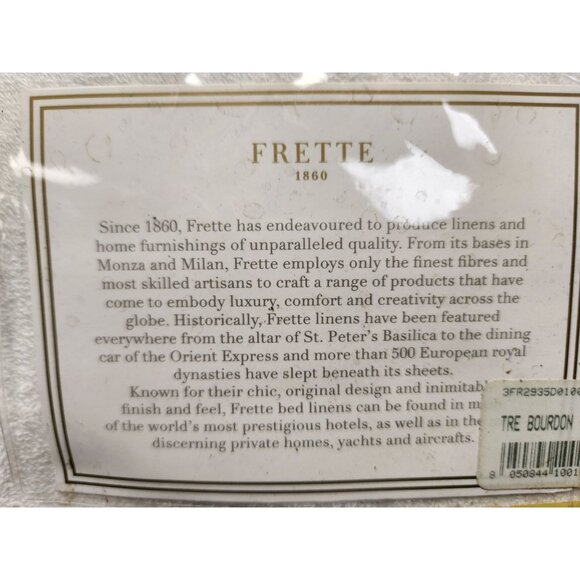 FRETTE
1860
Since 1860, Frette has endeavoured to produce linens and
home furnishings of unparalleled quality. From its bases in
Monza and Milan, Frette employs only the finest fibres and
most skilled artisans to craft a range of products that have
come to embody luxury, comfort and creativity across the
globe. Historically, Frette linens have been featured
everywhere from the altar of St. Peter's Basilica to the dining
car of the Orient Express and more than 500 European royal
dynasties have slept beneath its sheets.
Known for their chic, original design and
finish and feel, Frette bed linens can be found in
of the world's most prestigious hotels, as well as in the
discerning private homes, yachts and aircrafts.
3FR2935D0100
TRE BOURDON
8 050844 1001